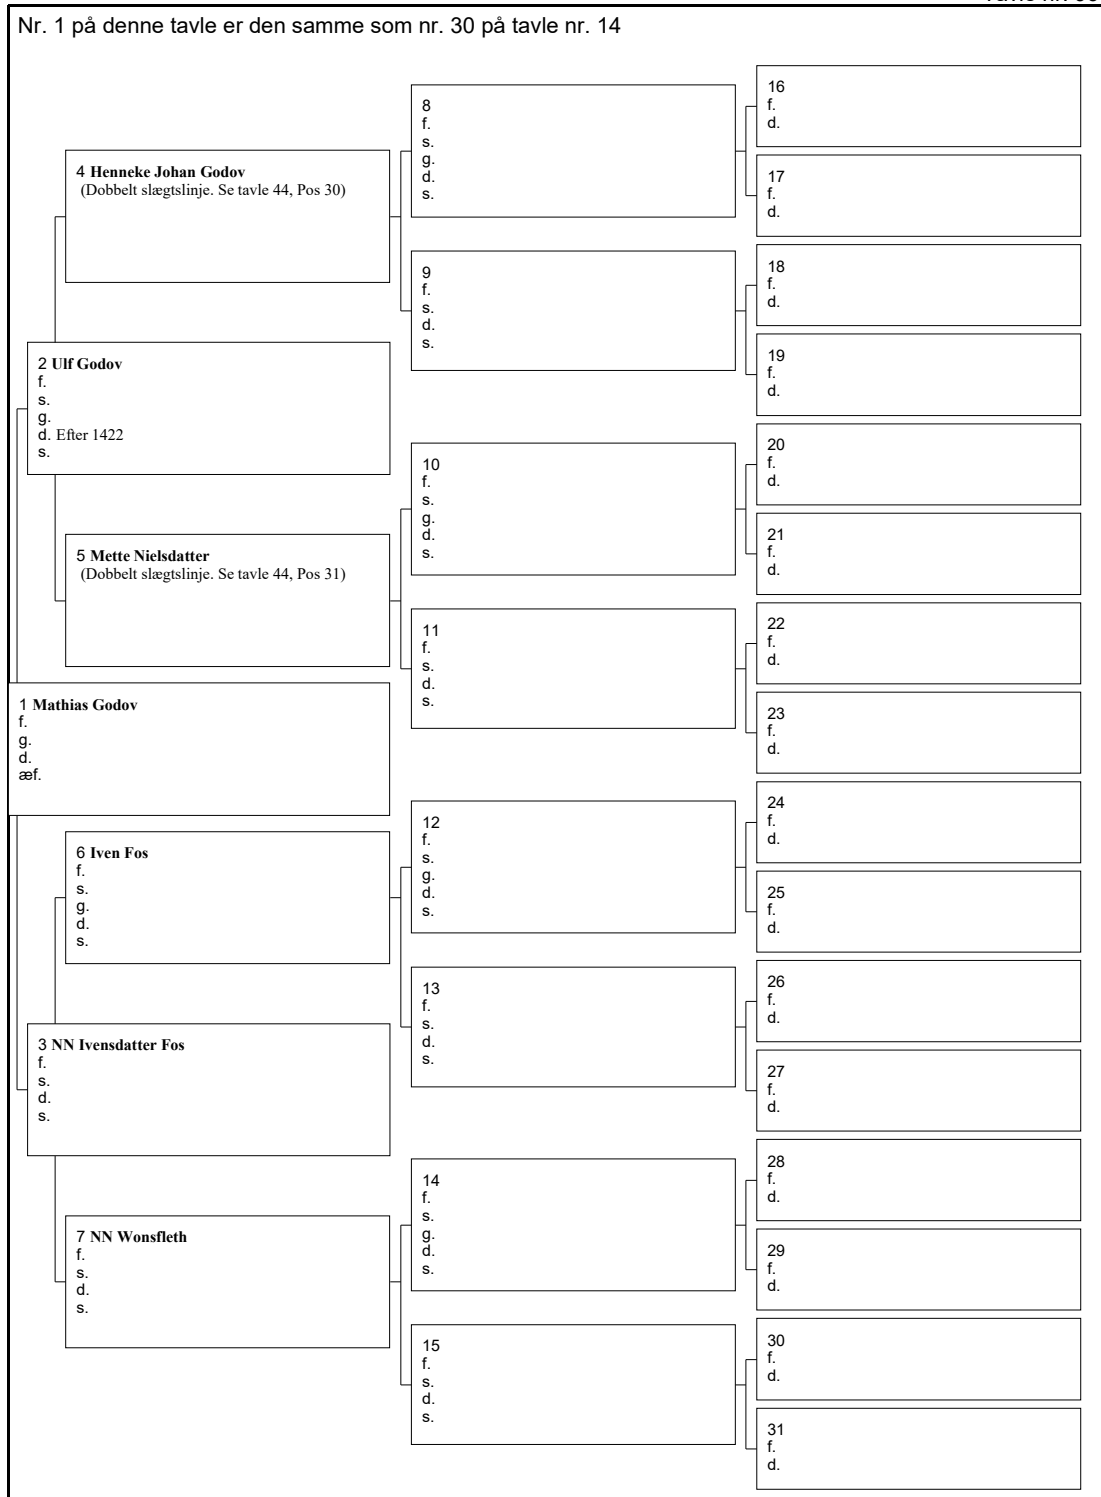 Nr. 1 på denne tavle er den samme som nr. 30 på tavle nr. 14
16
f.
d.
8
f.
s.
g.
d.
s.
17
f.
d.
4 Henneke Johan Godov
(Dobbelt slægtslinje. Se tavle 44, Pos 30)
18
f.
d.
9
f.
s.
d.
s.
19
f.
d.
2 Ulf Godov
f.
s.
g.
d. Efter 1422
s.
20
f.
d.
10
f.
s.
g.
d.
s.
21
f.
d.
5 Mette Nielsdatter
(Dobbelt slægtslinje. Se tavle 44, Pos 31)
22
f.
d.
11
f.
s.
d.
s.
23
f.
d.
1 Mathias Godov
f.
g.
d.
æf.
24
f.
d.
12
f.
s.
g.
d.
s.
25
f.
d.
6 Iven Fos
f.
s.
g.
d.
s.
26
f.
d.
13
f.
s.
d.
s.
27
f.
d.
3 NN Ivensdatter Fos
f.
s.
d.
s.
28
f.
d.
14
f.
s.
g.
d.
s.
29
f.
d.
7 NN Wonsfleth
f.
s.
d.
s.
30
f.
d.
15
f.
s.
d.
s.
31
f.
d.